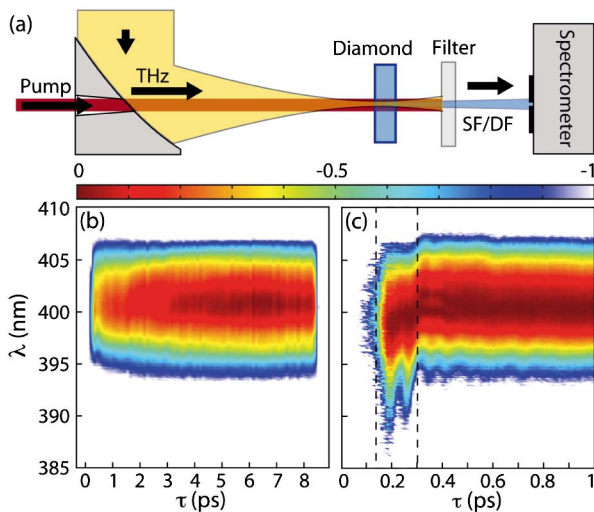 (a)
Diamond Filter
Pump
THz
SF/DF
Spectrometer
0 -0.5 -1
410
405
400
395
390
385
λ (nm)
(b)
(c)
0 1 2 3 4 5 6 7 8
0 0.2 0.4 0.6 0.8 1
τ (ps)
τ (ps)